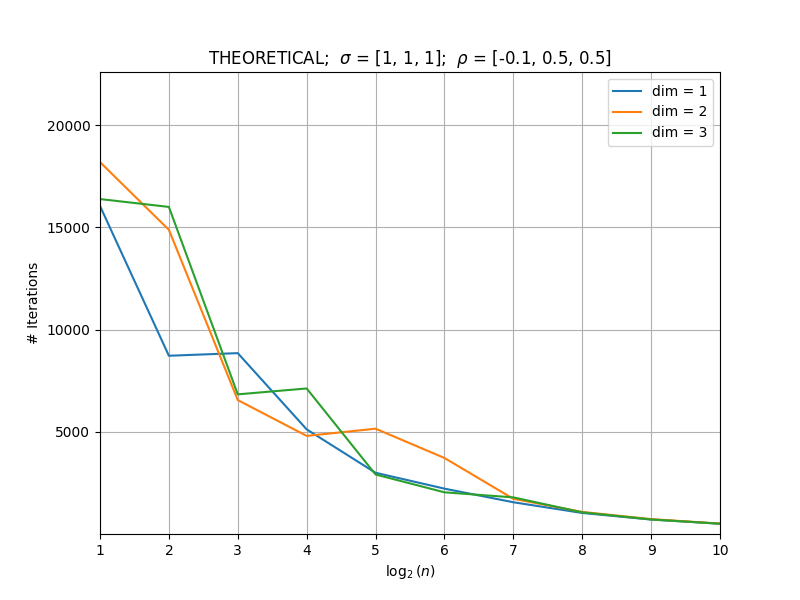 THEORETICAL;  σ = [1, 1, 1];  ρ = [-0.1, 0.5, 0.5]
dim = 1
dim = 2
dim = 3
20000
15000
10000
5000
# Iterations
1 2 3 4 5 6 7 8 9 10
log₂(n)